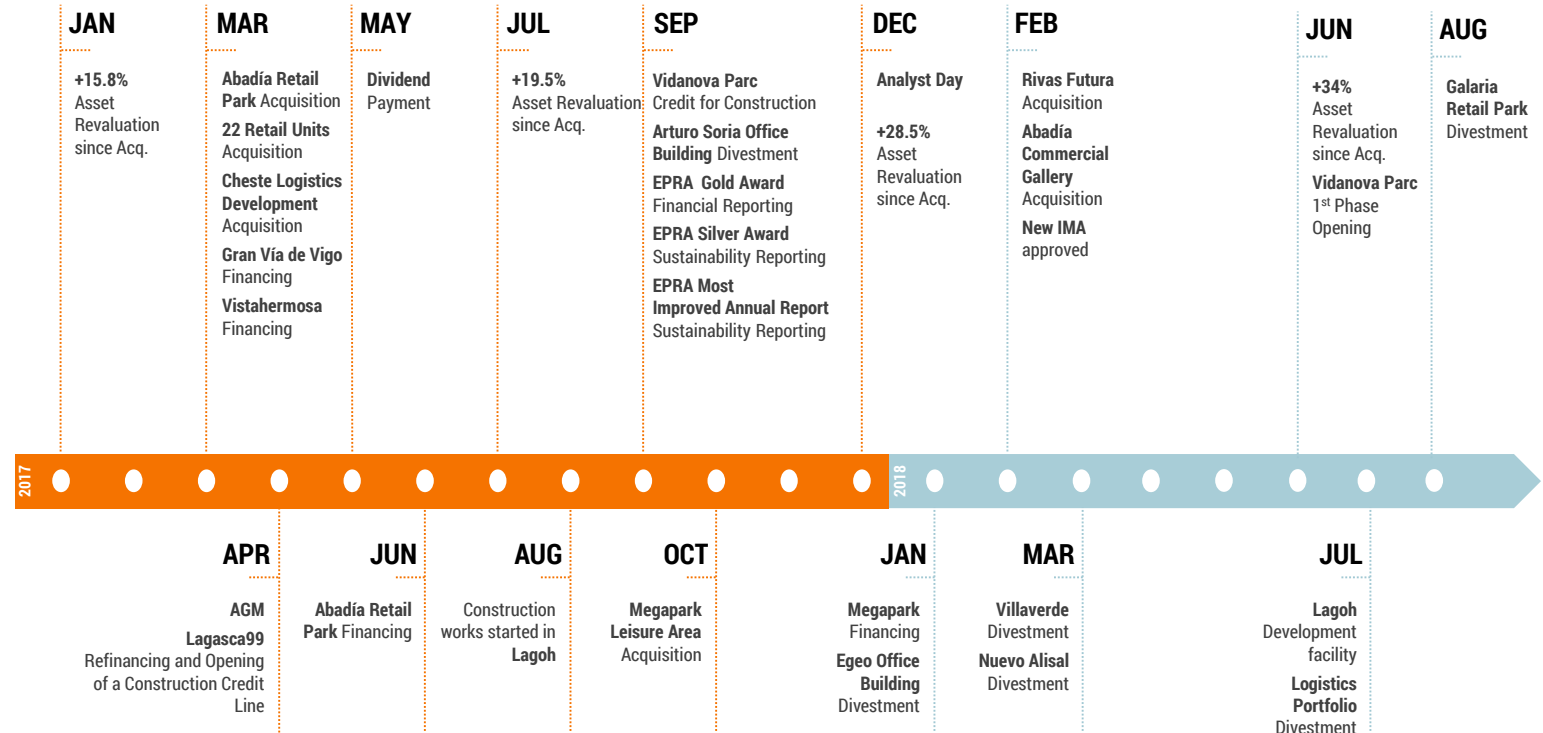 JAN
+15.8%
Asset
Revaluation
since Acq.
MAR
Abadía Retail
Park Acquisition
22 Retail Units
Acquisition
Cheste Logistics
Development
Acquisition
Gran Vía de Vigo
Financing
Vistahermosa
Financing
MAY
Dividend
Payment
JUL
+19.5%
Asset Revaluation
since Acq.
SEP
Vidanova Parc
Credit for Construction
Arturo Soria Office
Building Divestment
EPRA Gold Award
Financial Reporting
EPRA Silver Award
Sustainability Reporting
EPRA Most
Improved Annual Report
Sustainability Reporting
DEC
Analyst Day
+28.5%
Asset
Revaluation
since Acq.
FEB
Rivas Futura
Acquisition
Abadía
Commercial
Gallery
Acquisition
New IMA
approved
JUN
+34%
Asset
Revaluation
since Acq.
Vidanova Parc
1st Phase
Opening
AUG
Galaria
Retail Park
Divestment
2017
2018
APR
AGM
Lagasca99
Refinancing and Opening
of a Construction Credit
Line
JUN
Abadía Retail
Park Financing
AUG
Construction
works started in
Lagoh
OCT
Megapark
Leisure Area
Acquisition
JAN
Megapark
Financing
Egeo Office
Building
Divestment
MAR
Villaverde
Divestment
Nuevo Alisal
Divestment
JUL
Lagoh
Development
facility
Logistics
Portfolio
Divestment